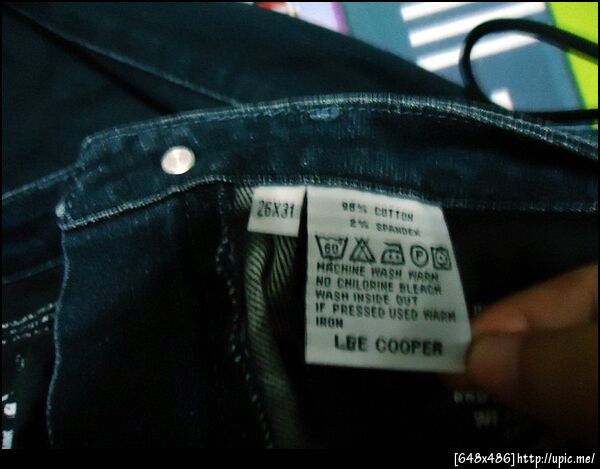 26X31
98% COTTON
2% SPANDEX
60 P
MACHINE WASH WARM
NO CHLORINE BLEACH
WASH INSIDE OUT
IF PRESSED USED WARM
IRON
LEE COOPER
[648x486]http://upic.me/